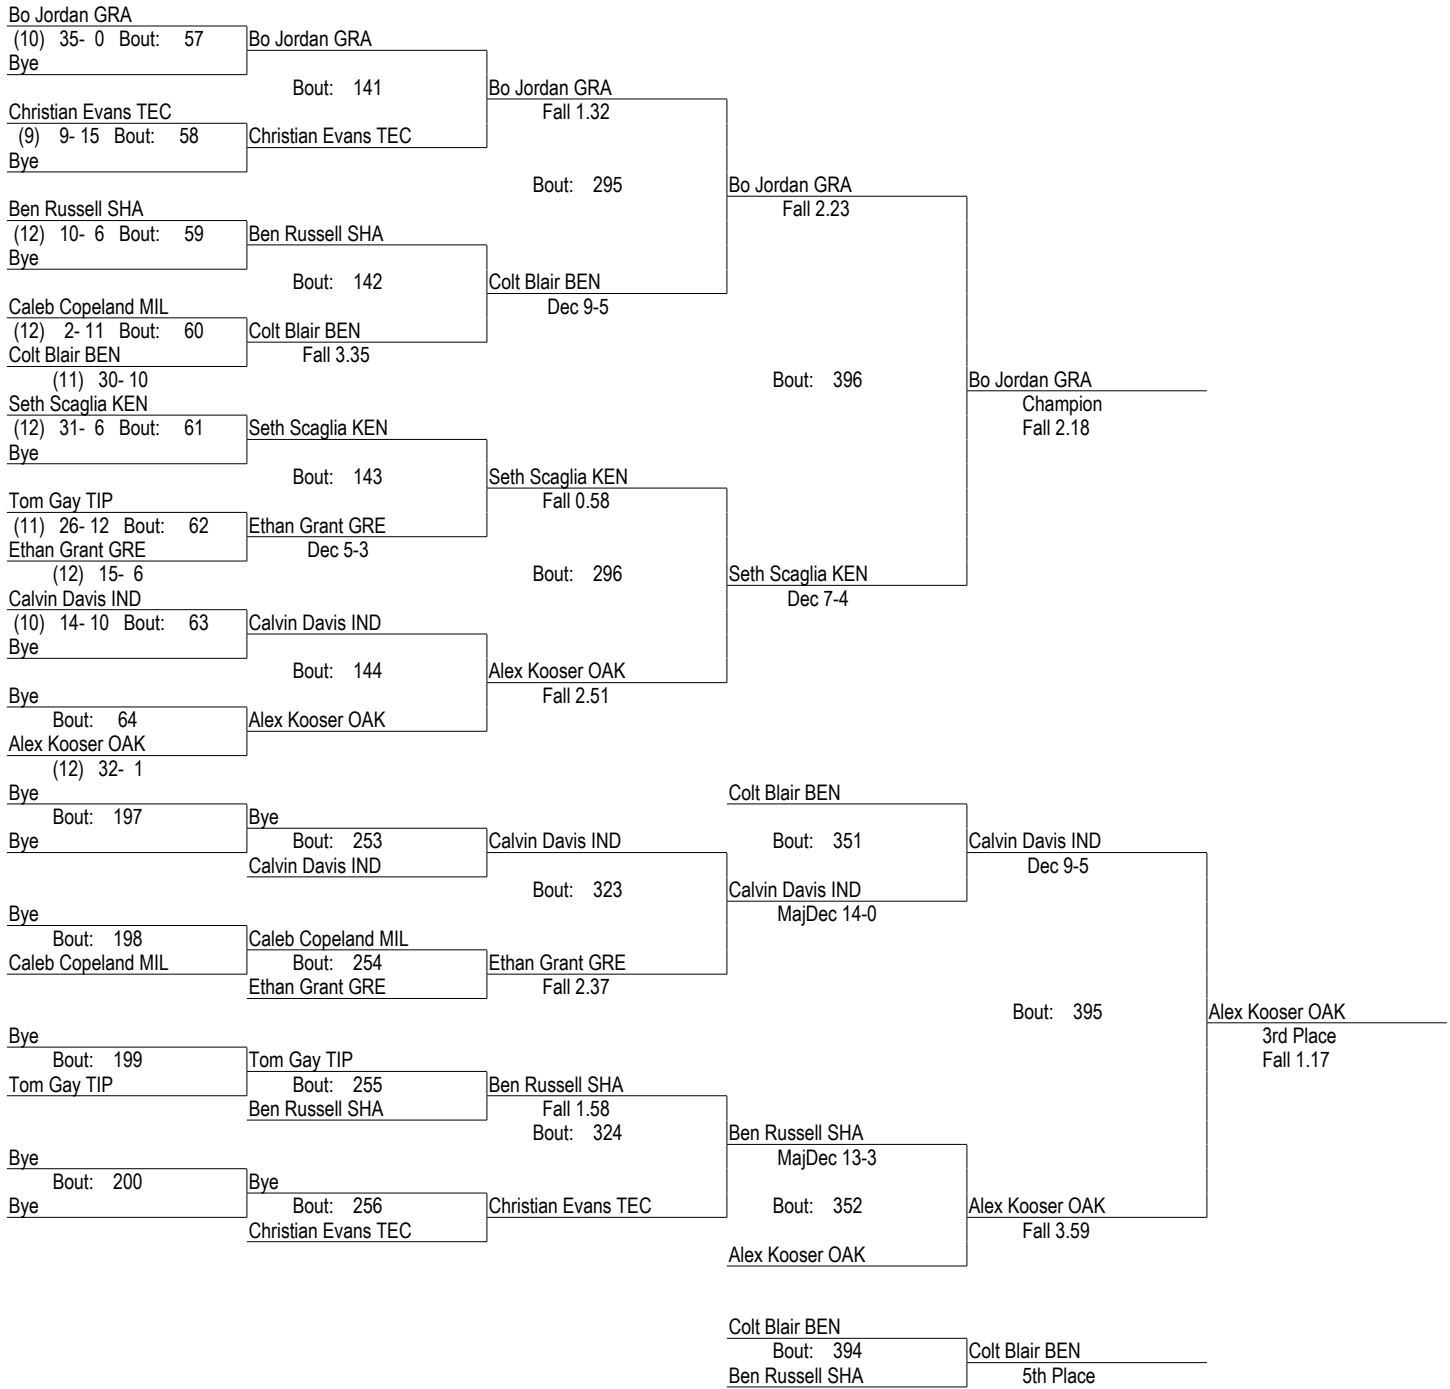 Bo Jordan GRA
(10) 35- 0 Bout: 57 Bo Jordan GRA
Bye
Bout: 141 Bo Jordan GRA
Christian Evans TEC Fall 1.32
(9) 9- 15 Bout: 58 Christian Evans TEC
Bye
Bout: 295 Bo Jordan GRA
Ben Russell SHA Fall 2.23
(12) 10- 6 Bout: 59 Ben Russell SHA
Bye
Bout: 142 Colt Blair BEN
Caleb Copeland MIL Dec 9-5
(12) 2- 11 Bout: 60 Colt Blair BEN
Colt Blair BEN Fall 3.35
(11) 30- 10 Bout: 396 Bo Jordan GRA
Seth Scaglia KEN Champion
(12) 31- 6 Bout: 61 Seth Scaglia KEN Fall 2.18
Bye
Bout: 143 Seth Scaglia KEN
Tom Gay TIP Fall 0.58
(11) 26- 12 Bout: 62 Ethan Grant GRE
Ethan Grant GRE Dec 5-3
(12) 15- 6 Bout: 296 Seth Scaglia KEN
Calvin Davis IND Dec 7-4
(10) 14- 10 Bout: 63 Calvin Davis IND
Bye
Bout: 144 Alex Kooser OAK
Bye Fall 2.51
Bout: 64 Alex Kooser OAK
Alex Kooser OAK
(12) 32- 1
Bye Colt Blair BEN
Bout: 197 Bye
Bye Bout: 253 Calvin Davis IND Bout: 351 Calvin Davis IND
Calvin Davis IND Dec 9-5
Bout: 323 Calvin Davis IND
Bye MajDec 14-0
Bout: 198 Caleb Copeland MIL
Caleb Copeland MIL Bout: 254 Ethan Grant GRE
Ethan Grant GRE Fall 2.37
Bout: 395 Alex Kooser OAK
Bye 3rd Place
Bout: 199 Tom Gay TIP Fall 1.17
Tom Gay TIP Bout: 255 Ben Russell SHA
Ben Russell SHA Fall 1.58
Bout: 324 Ben Russell SHA
Bye MajDec 13-3
Bout: 200 Bye
Bye Bout: 256 Christian Evans TEC Bout: 352 Alex Kooser OAK
Christian Evans TEC Fall 3.59
Alex Kooser OAK
Colt Blair BEN
Bout: 394 Colt Blair BEN
Ben Russell SHA 5th Place